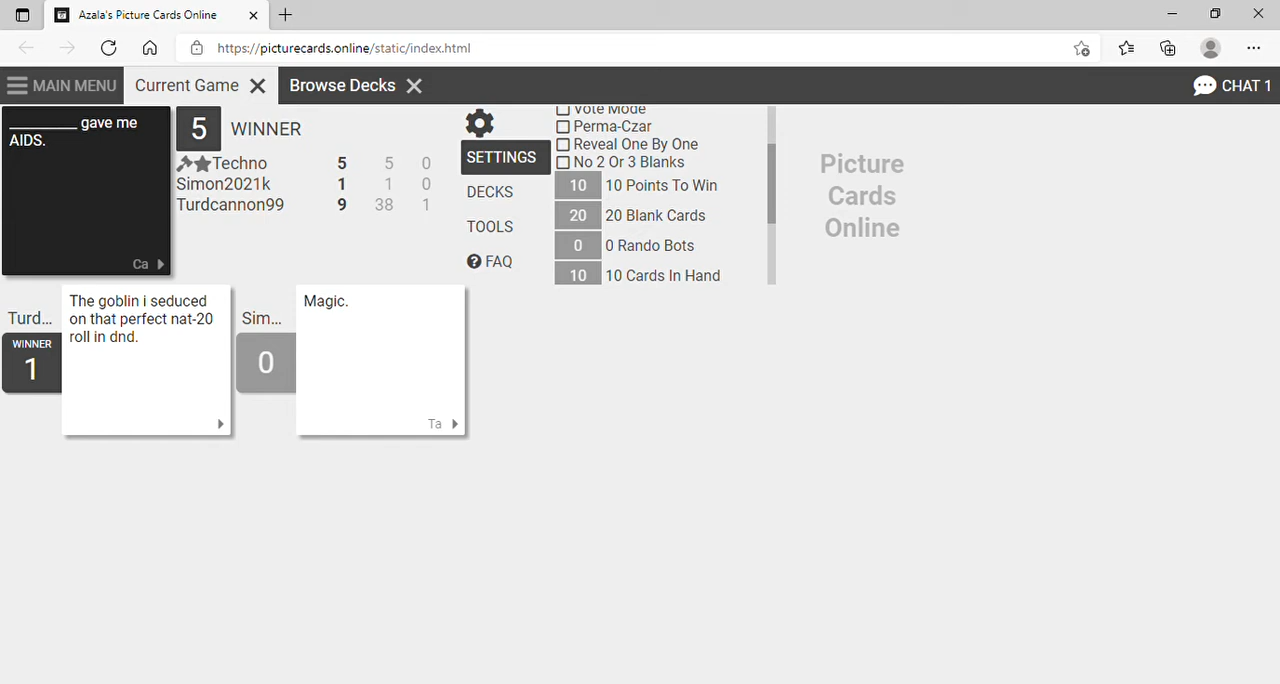 Azala's Picture Cards Online
https://picturecards.online/static/index.html
MAIN MENU
Current Game
Browse Decks
CHAT 1
_________ gave me
AIDS.
Ca
5 WINNER
Techno 5 5 0
Simon2021k 1 1 0
Turdcannon99 9 38 1
SETTINGS
DECKS
TOOLS
FAQ
Vote Mode
Perma-Czar
Reveal One By One
No 2 Or 3 Blanks
10 10 Points To Win
20 20 Blank Cards
0 0 Rando Bots
10 10 Cards In Hand
Picture
Cards
Online
Turd...
WINNER
1
The goblin i seduced
on that perfect nat-20
roll in dnd.
Sim...
0
Magic.
Ta